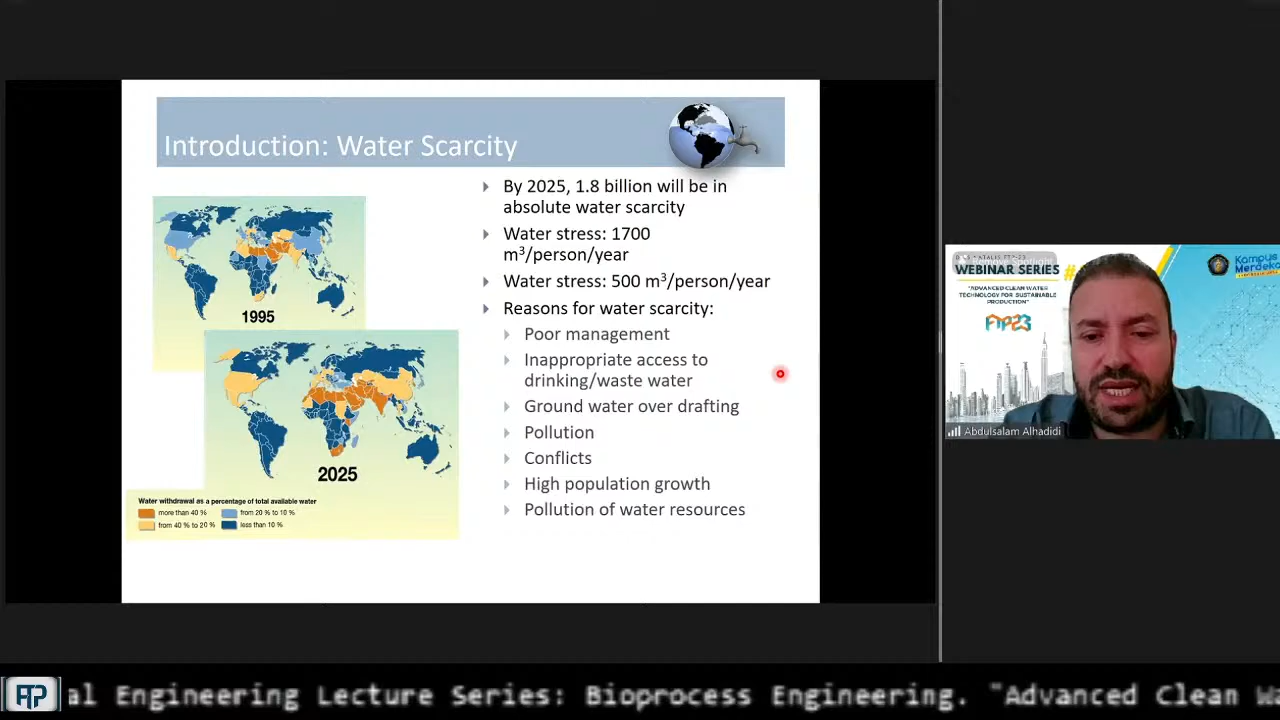 Introduction: Water Scarcity
By 2025, 1.8 billion will be in
absolute water scarcity
Water stress: 1700
m³/person/year
Water stress: 500 m³/person/year
Reasons for water scarcity:
Poor management
Inappropriate access to
drinking/waste water
Ground water over drafting
Pollution
Conflicts
High population growth
Pollution of water resources
1995
2025
Water withdrawal as a percentage of total available water
more than 40 %
from 20 % to 10 %
from 40 % to 20 %
less than 10 %
WEBINAR SERIES #
"ADVANCED CLEAN WATER
TECHNOLOGY FOR SUSTAINABLE
PRODUCTION"
FTP23
Kampus
Merdeka
Abdulsalam Alhadidi
FTP
al Engineering Lecture Series: Bioprocess Engineering. "Advanced Clean Wa